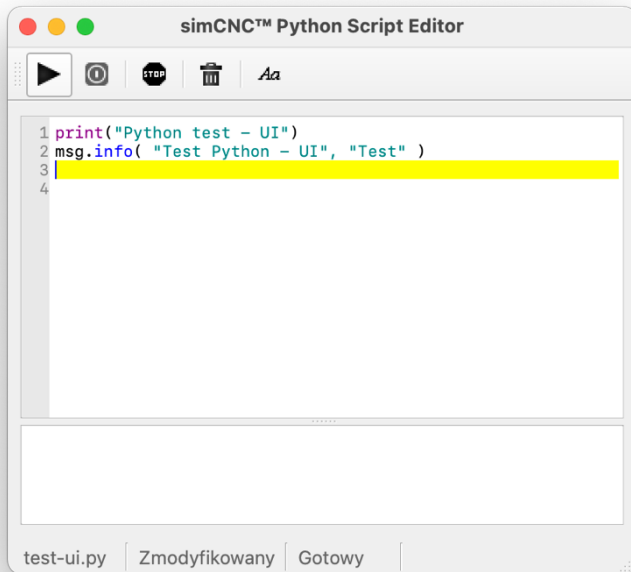 simCNC™ Python Script Editor
STOP
Aa
1 print("Python test – UI")
2 msg.info( "Test Python – UI", "Test" )
3
4
test-ui.py Zmodyfikowany Gotowy